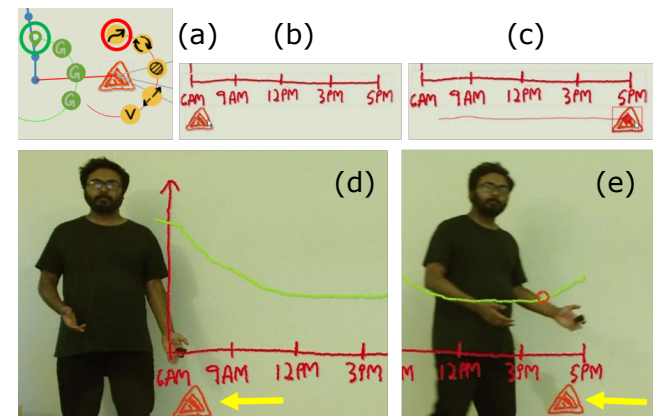 (a) (b) (c)
G
G
G
V
6AM 9AM 12PM 3PM 5PM
6AM 9AM 12PM 3PM 5PM
(d) (e)
6AM 9AM 12PM 3PM
M 12PM 3PM 5PM